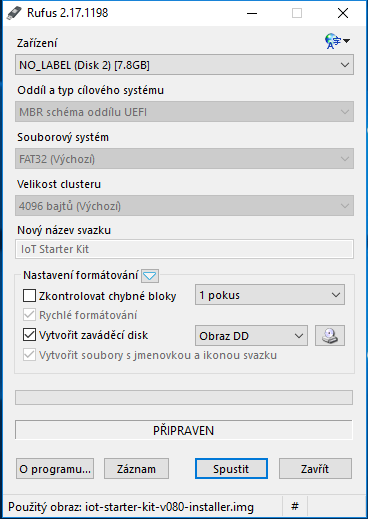 Rufus 2.17.1198
Zařízení
NO_LABEL (Disk 2) [7.8GB]
Oddíl a typ cílového systému
MBR schéma oddílu UEFI
Souborový systém
FAT32 (Výchozí)
Velikost clusteru
4096 bajtů (Výchozí)
Nový název svazku
IoT Starter Kit
Nastavení formátování
Zkontrolovat chybné bloky 1 pokus
Rychlé formátování
Vytvořit zaváděcí disk Obraz DD
Vytvořit soubory s jmenovkou a ikonou svazku
PŘIPRAVEN
O programu... Záznam Spustit Zavřít
Použitý obraz: iot-starter-kit-v080-installer.img #